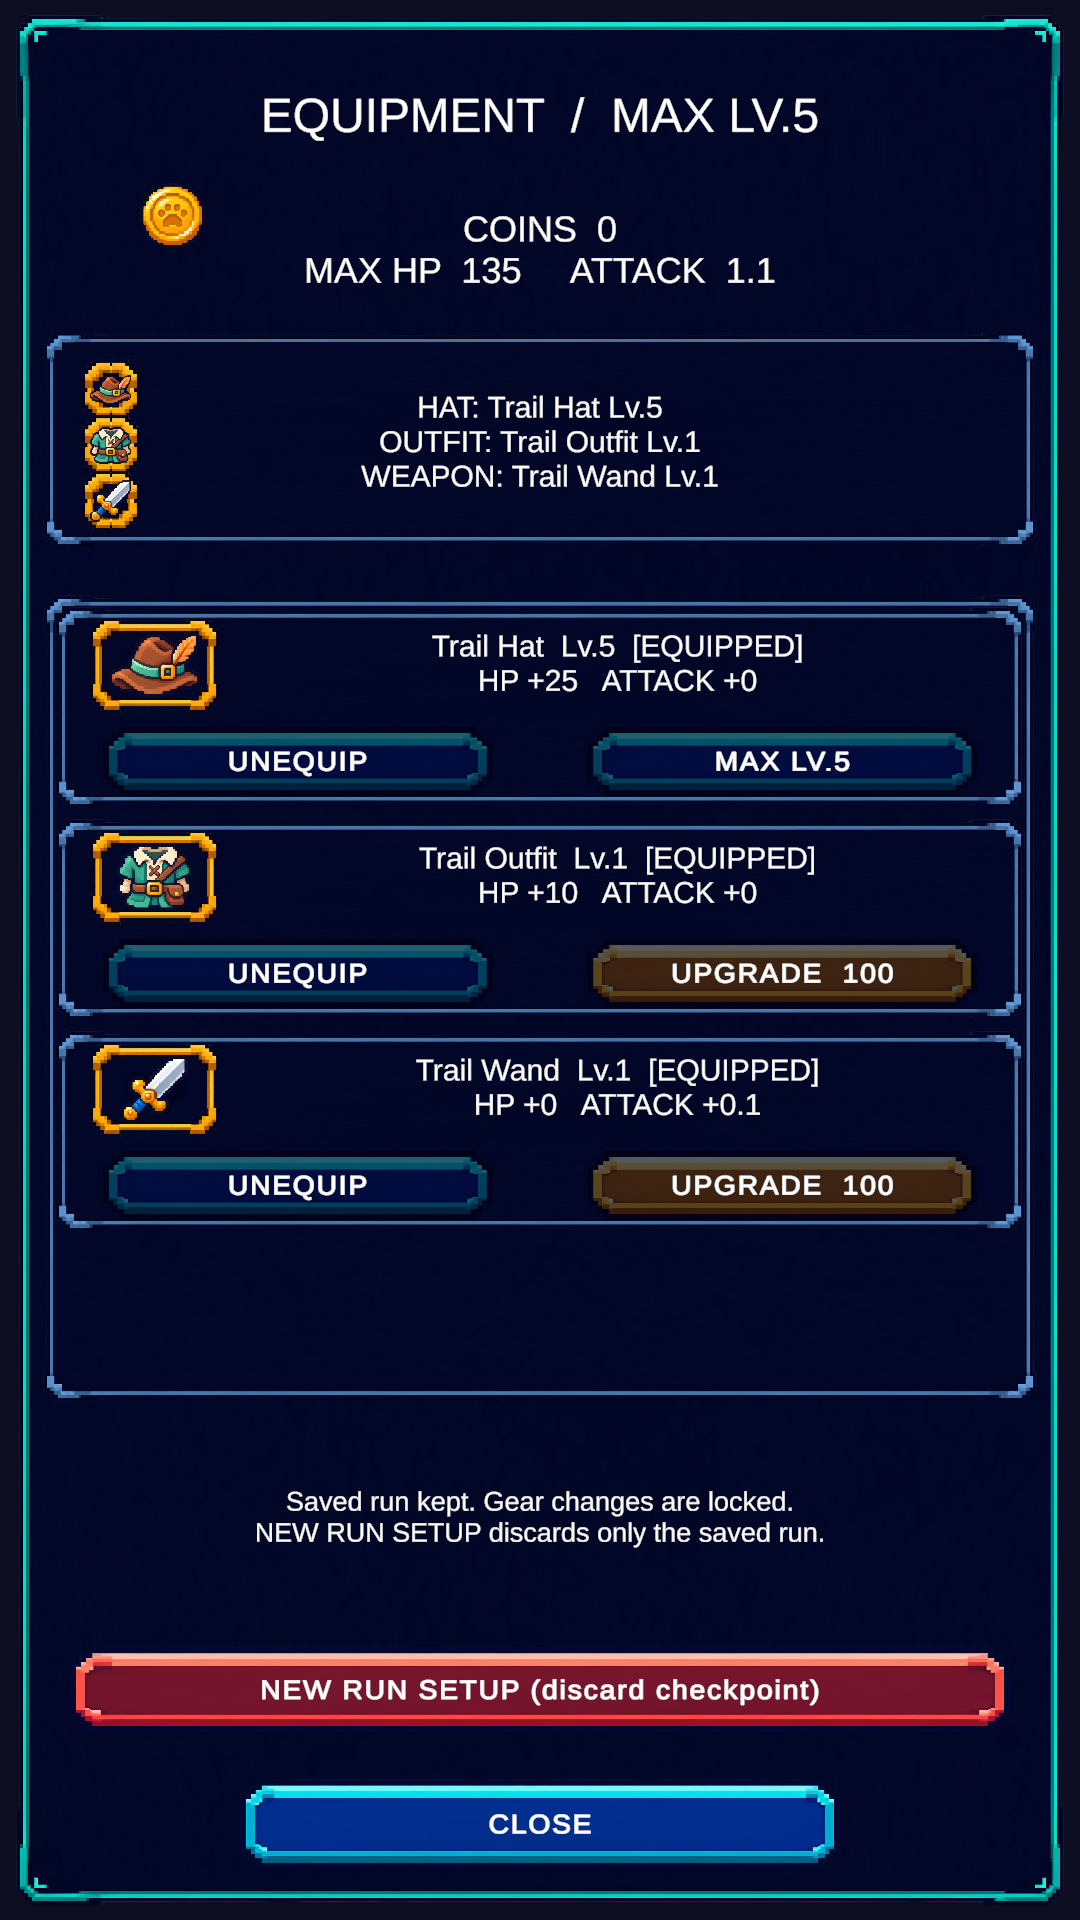 EQUIPMENT / MAX LV.5
COINS 0
MAX HP 135 ATTACK 1.1
HAT: Trail Hat Lv.5
OUTFIT: Trail Outfit Lv.1
WEAPON: Trail Wand Lv.1
Trail Hat Lv.5 [EQUIPPED]
HP +25 ATTACK +0
UNEQUIP MAX LV.5
Trail Outfit Lv.1 [EQUIPPED]
HP +10 ATTACK +0
UNEQUIP UPGRADE 100
Trail Wand Lv.1 [EQUIPPED]
HP +0 ATTACK +0.1
UNEQUIP UPGRADE 100
Saved run kept. Gear changes are locked.
NEW RUN SETUP discards only the saved run.
NEW RUN SETUP (discard checkpoint)
CLOSE